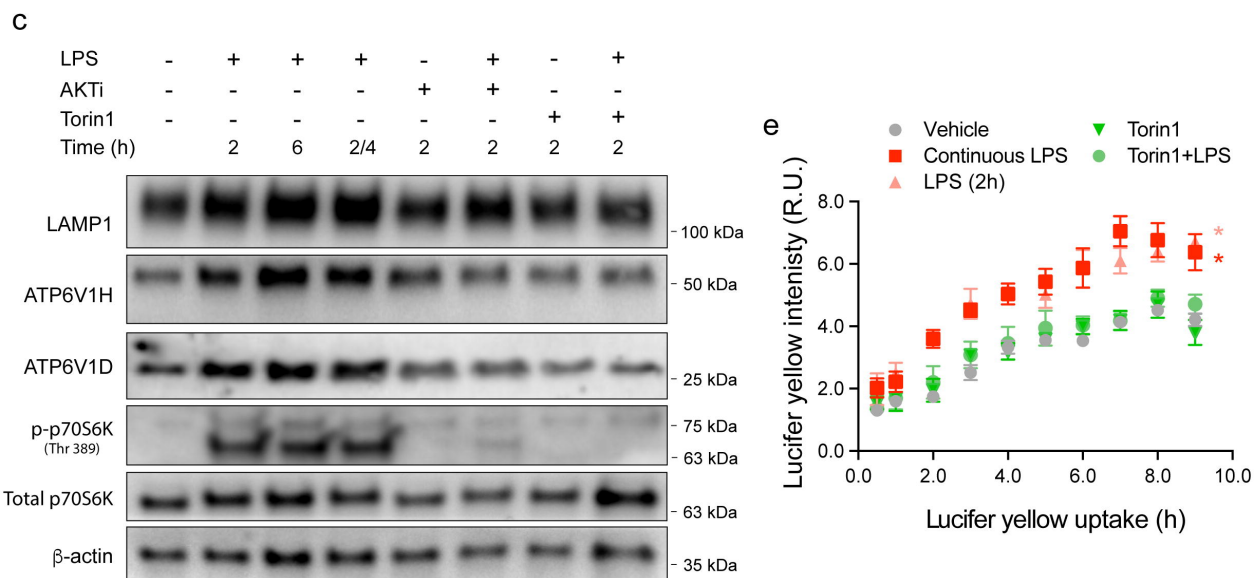 c
LPS - + + + - + - +
AKTi - - - - + + - -
Torin1 - - - - - - + +
Time (h) 2 6 2/4 2 2 2 2
LAMP1
- 100 kDa
ATP6V1H
- 50 kDa
ATP6V1D
- 25 kDa
p-p70S6K
(Thr 389)
- 75 kDa
- 63 kDa
Total p70S6K
- 63 kDa
β-actin
- 35 kDa
e
Vehicle
Continuous LPS
LPS (2h)
Torin1
Torin1+LPS
Lucifer yellow intenisty (R.U.)
8.0
6.0
4.0
2.0
0.0
*
*
0.0 2.0 4.0 6.0 8.0 10.0
Lucifer yellow uptake (h)